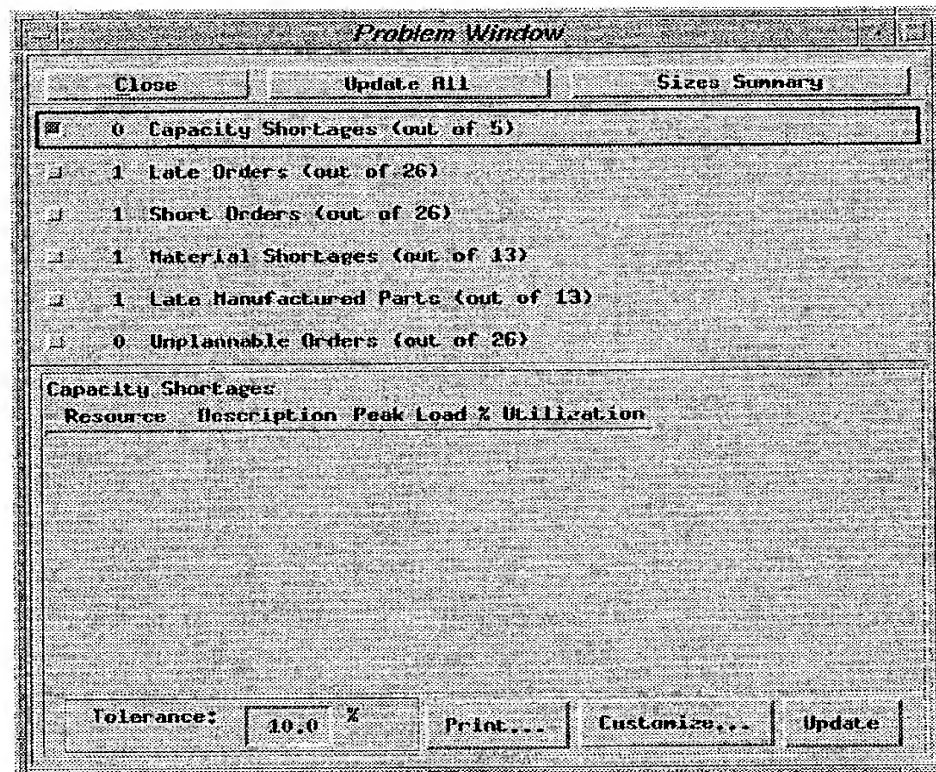 Problem Window
Close Update All Sizes Summary
0 Capacity Shortages (out of 5)
1 Late Orders (out of 26)
1 Short Orders (out of 26)
1 Material Shortages (out of 13)
1 Late Manufactured Parts (out of 13)
0 Unplannable Orders (out of 26)
Capacity Shortages
Resource Description Peak Load % Utilization
Tolerance: 10.0 % Print... Customize... Update